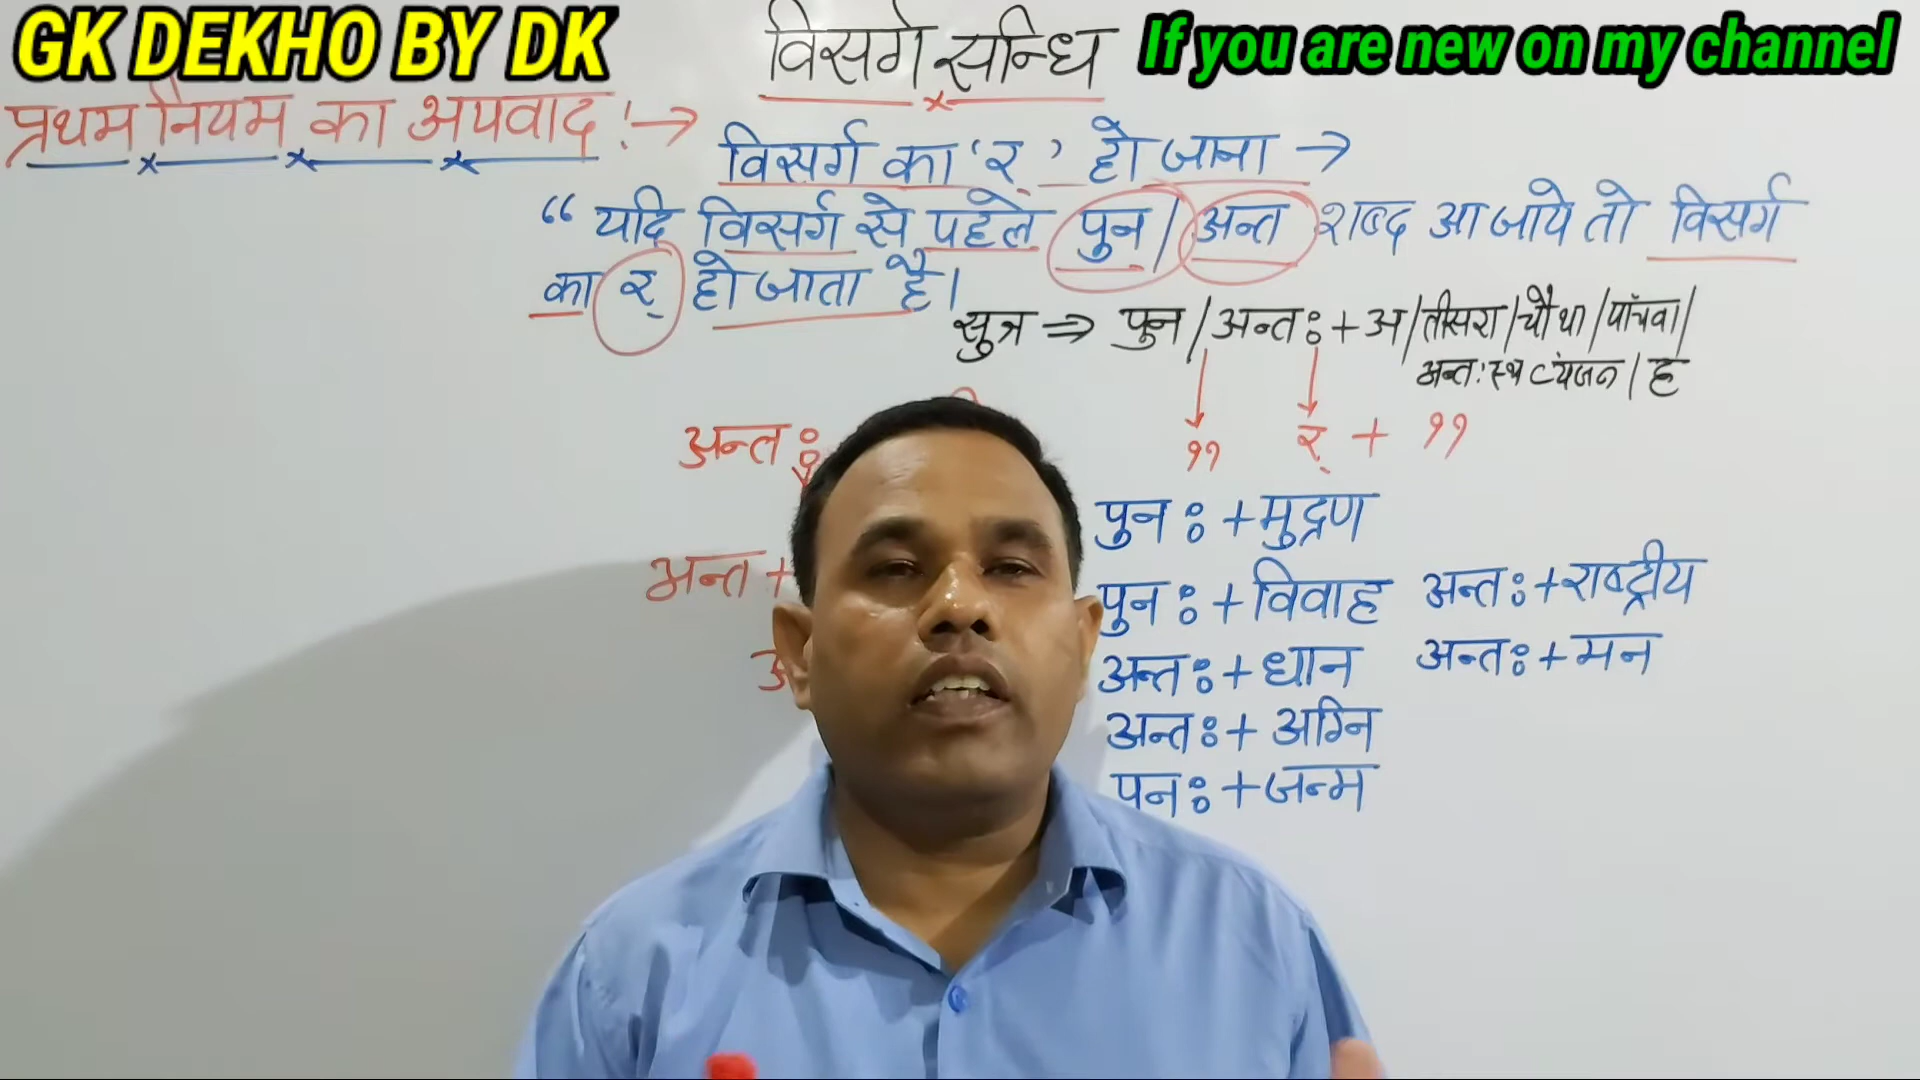 GK DEKHO BY DK
विसर्ग सन्धि
If you are new on my channel
प्रथम नियम का अपवाद :→
विसर्ग का 'र्' हो जाना →
“ यदि विसर्ग से पहले पुन / अन्त शब्द आ जाये तो विसर्ग
का र् हो जाता है।
सुत्र ⇒ पुन / अन्त : + अ / तीसरा / चौथा / पाँचवा /
अन्त:स्थ व्यंजन / ह
अन्त :
११ र् + ११
पुन : + मुद्रण
अन्त +
पुन : + विवाह
अन्त : + राष्ट्रीय
अन्त : + धान
अन्त : + मन
अन्त : + अग्नि
पुन : + जन्म